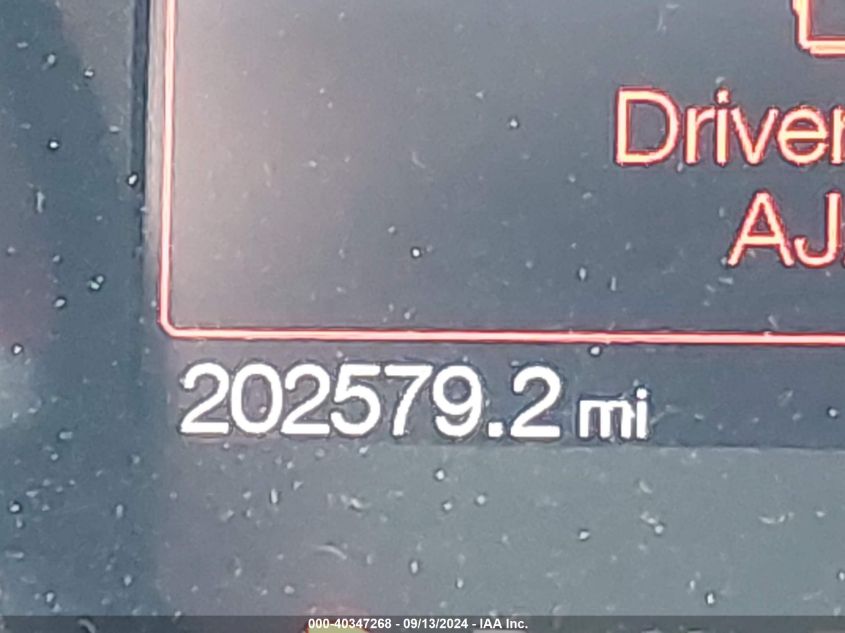 Driver
AJ
202579.2 mi
000-40347268 - 09/13/2024 - IAA Inc.